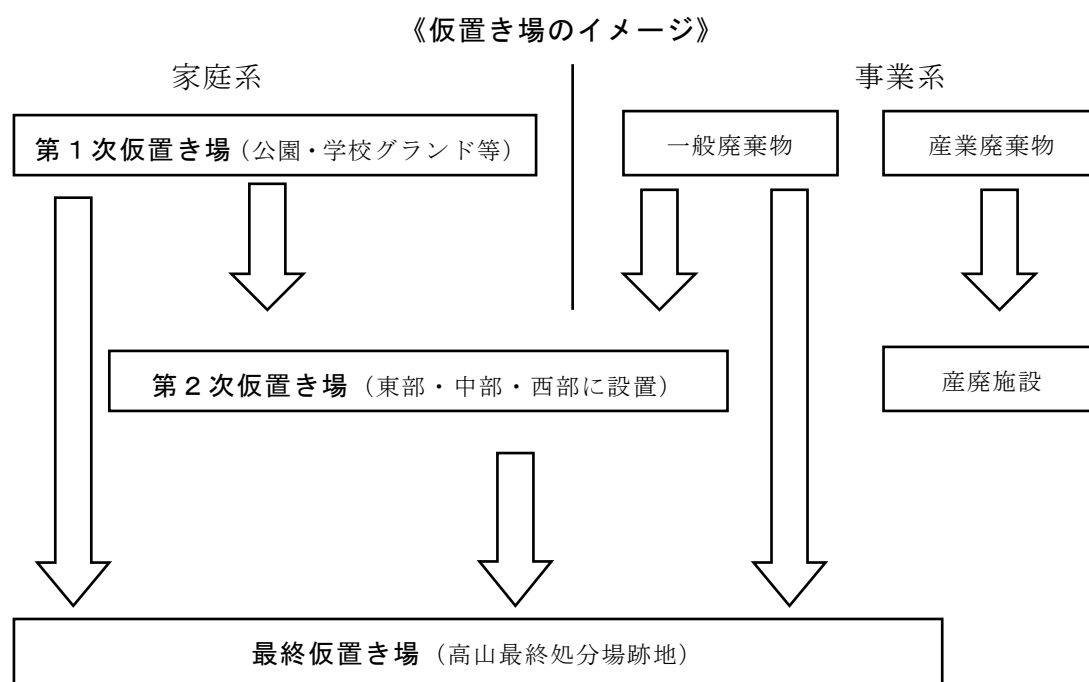 《仮置き場のイメージ》
家庭系
事業系
第１次仮置き場（公園・学校グランド等）
一般廃棄物
産業廃棄物
第２次仮置き場（東部・中部・西部に設置）
産廃施設
最終仮置き場（高山最終処分場跡地）